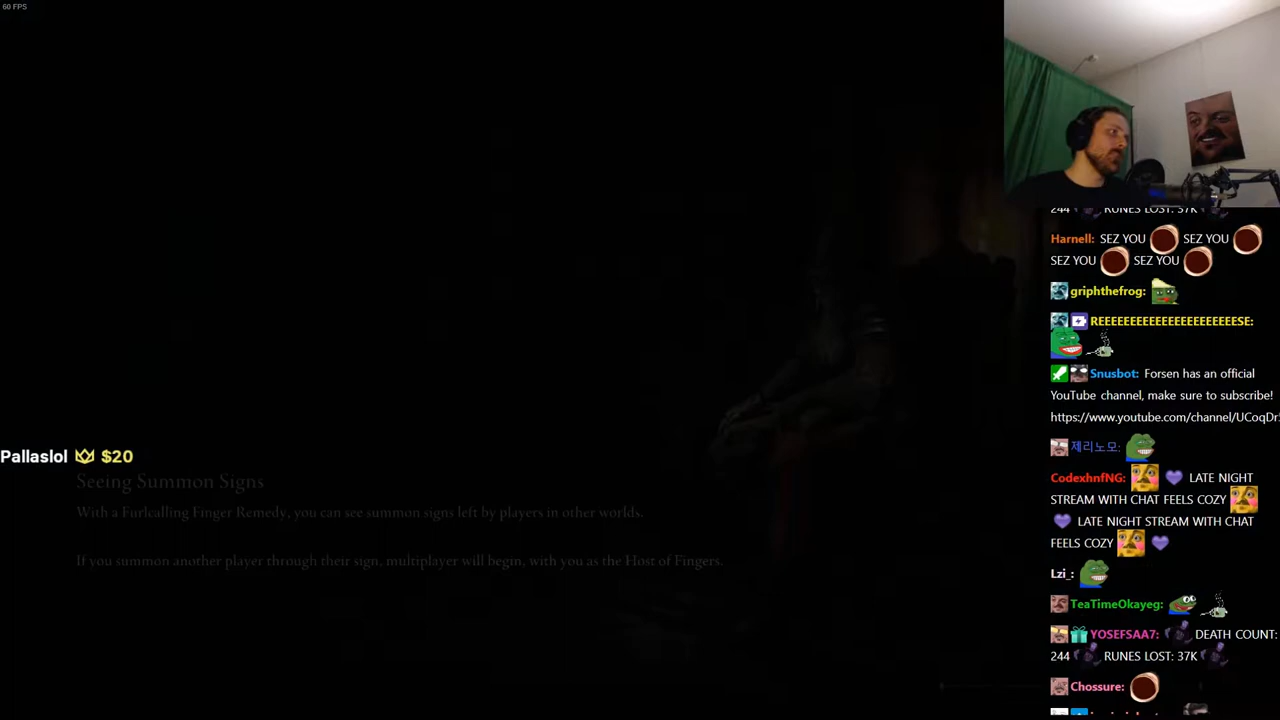 60 FPS
244 RUNES LOST: 37K
Harnell: SEZ YOU SEZ YOU
SEZ YOU SEZ YOU
griphthefrog:
REEEEEEEEEEEEEEEEEEEEEESE:
Snusbot: Forsen has an official
YouTube channel, make sure to subscribe!
https://www.youtube.com/channel/UCoqDr
제리노모:
CodexhnfNG: LATE NIGHT
STREAM WITH CHAT FEELS COZY
LATE NIGHT STREAM WITH CHAT
FEELS COZY
Lzi_:
TeaTimeOkayeg:
YOSEFSAA7: DEATH COUNT:
244 RUNES LOST: 37K
Chossure:
Pallaslol $20
Seeing Summon Signs
With a Furlcalling Finger Remedy, you can see summon signs left by players in other worlds.
If you summon another player through their sign, multiplayer will begin, with you as the Host of Fingers.